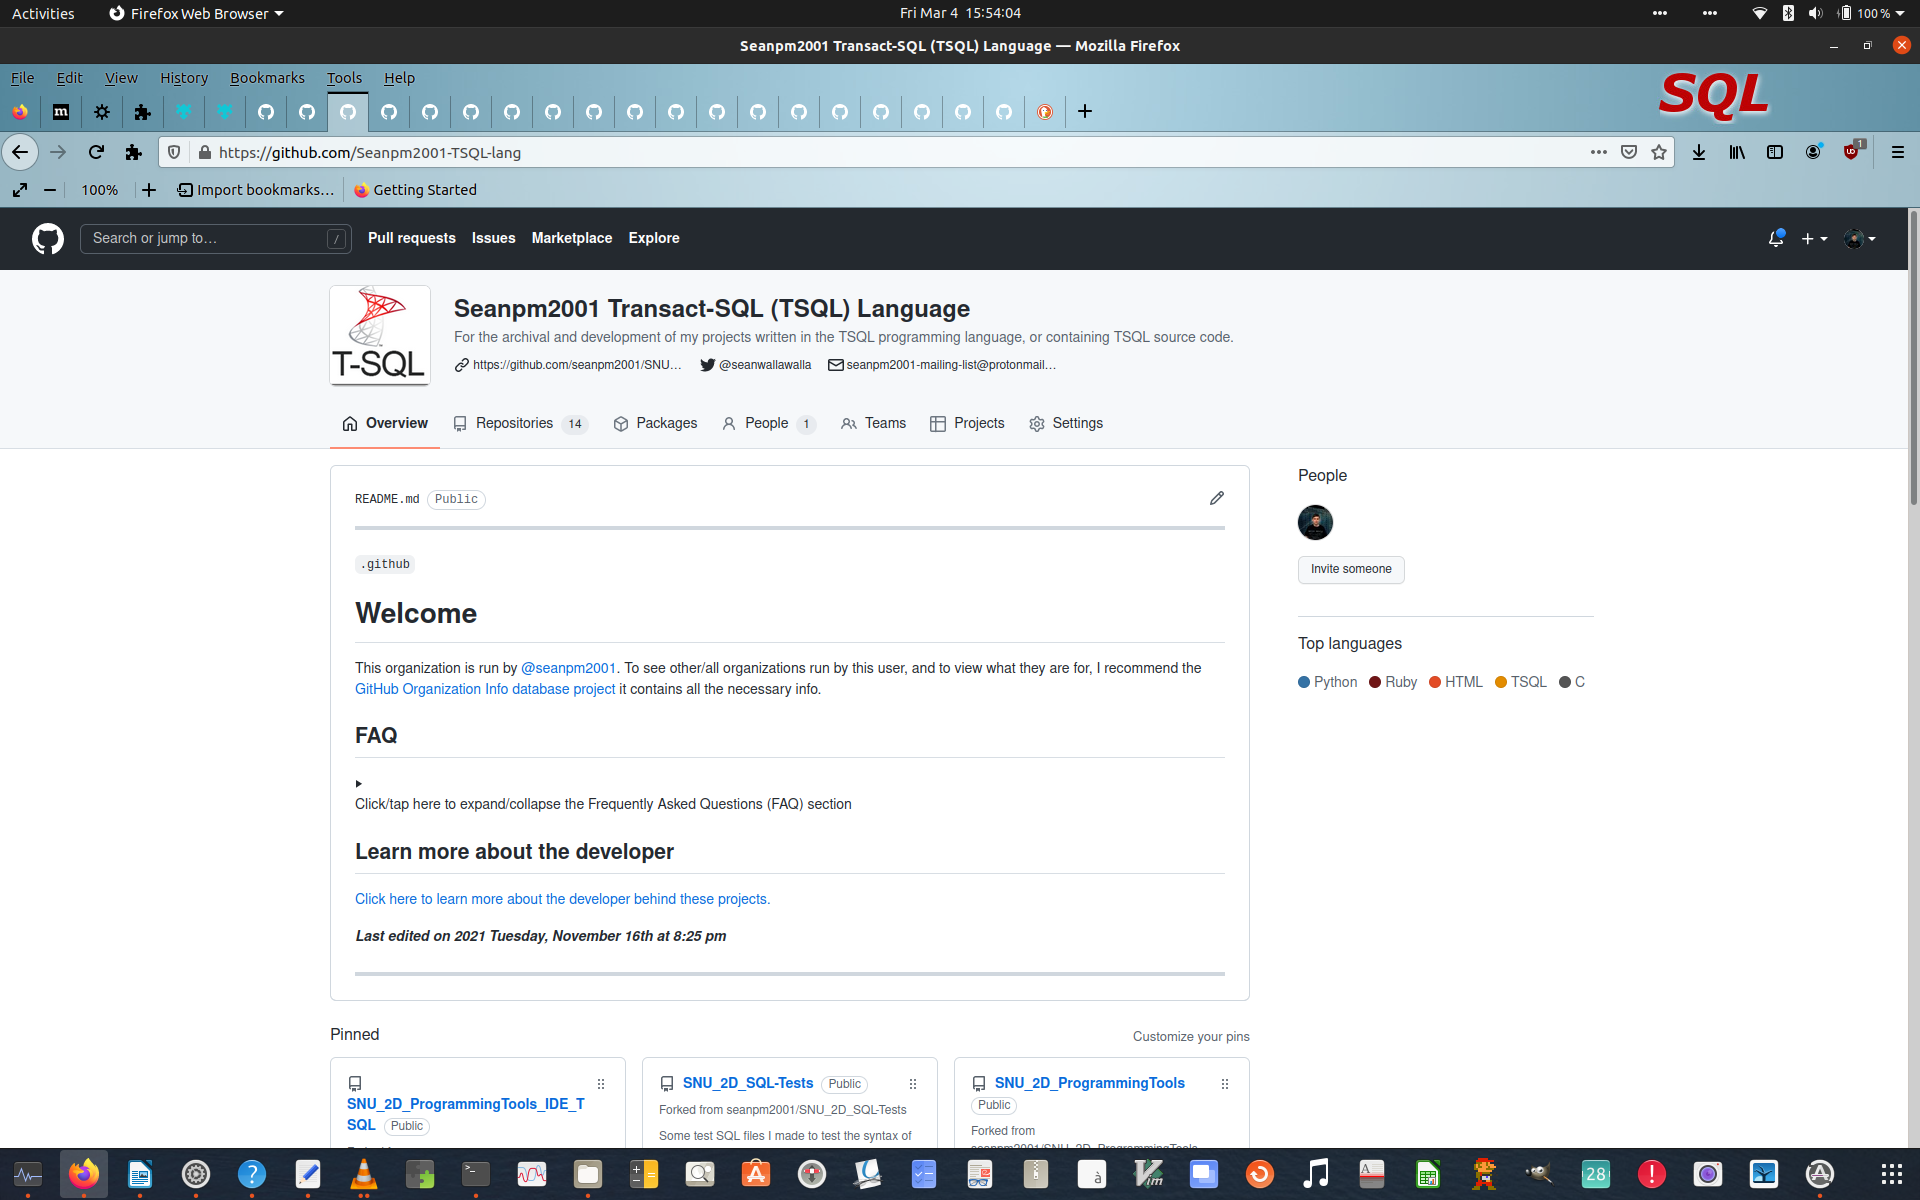 Activities
Firefox Web Browser
Fri Mar 4 15:54:04
100 %
Seanpm2001 Transact-SQL (TSQL) Language — Mozilla Firefox
File Edit View History Bookmarks Tools Help
SQL
https://github.com/Seanpm2001-TSQL-lang
1
100%
Import bookmarks…
Getting Started
Search or jump to…
/
Pull requests
Issues
Marketplace
Explore
T-SQL
Seanpm2001 Transact-SQL (TSQL) Language
For the archival and development of my projects written in the TSQL programming language, or containing TSQL source code.
https://github.com/seanpm2001/SNU…
@seanwallawalla
seanpm2001-mailing-list@protonmail…
Overview
Repositories 14
Packages
People 1
Teams
Projects
Settings
README.md Public
.github
Welcome
This organization is run by @seanpm2001. To see other/all organizations run by this user, and to view what they are for, I recommend the
GitHub Organization Info database project it contains all the necessary info.
FAQ
Click/tap here to expand/collapse the Frequently Asked Questions (FAQ) section
Learn more about the developer
Click here to learn more about the developer behind these projects.
Last edited on 2021 Tuesday, November 16th at 8:25 pm
People
Invite someone
Top languages
Python Ruby HTML TSQL C
Pinned
Customize your pins
SNU_2D_ProgrammingTools_IDE_T
SQL Public
SNU_2D_SQL-Tests Public
Forked from seanpm2001/SNU_2D_SQL-Tests
Some test SQL files I made to test the syntax of
SNU_2D_ProgrammingTools
Public
Forked from
seanpm2001/SNU_2D_ProgrammingTools
28